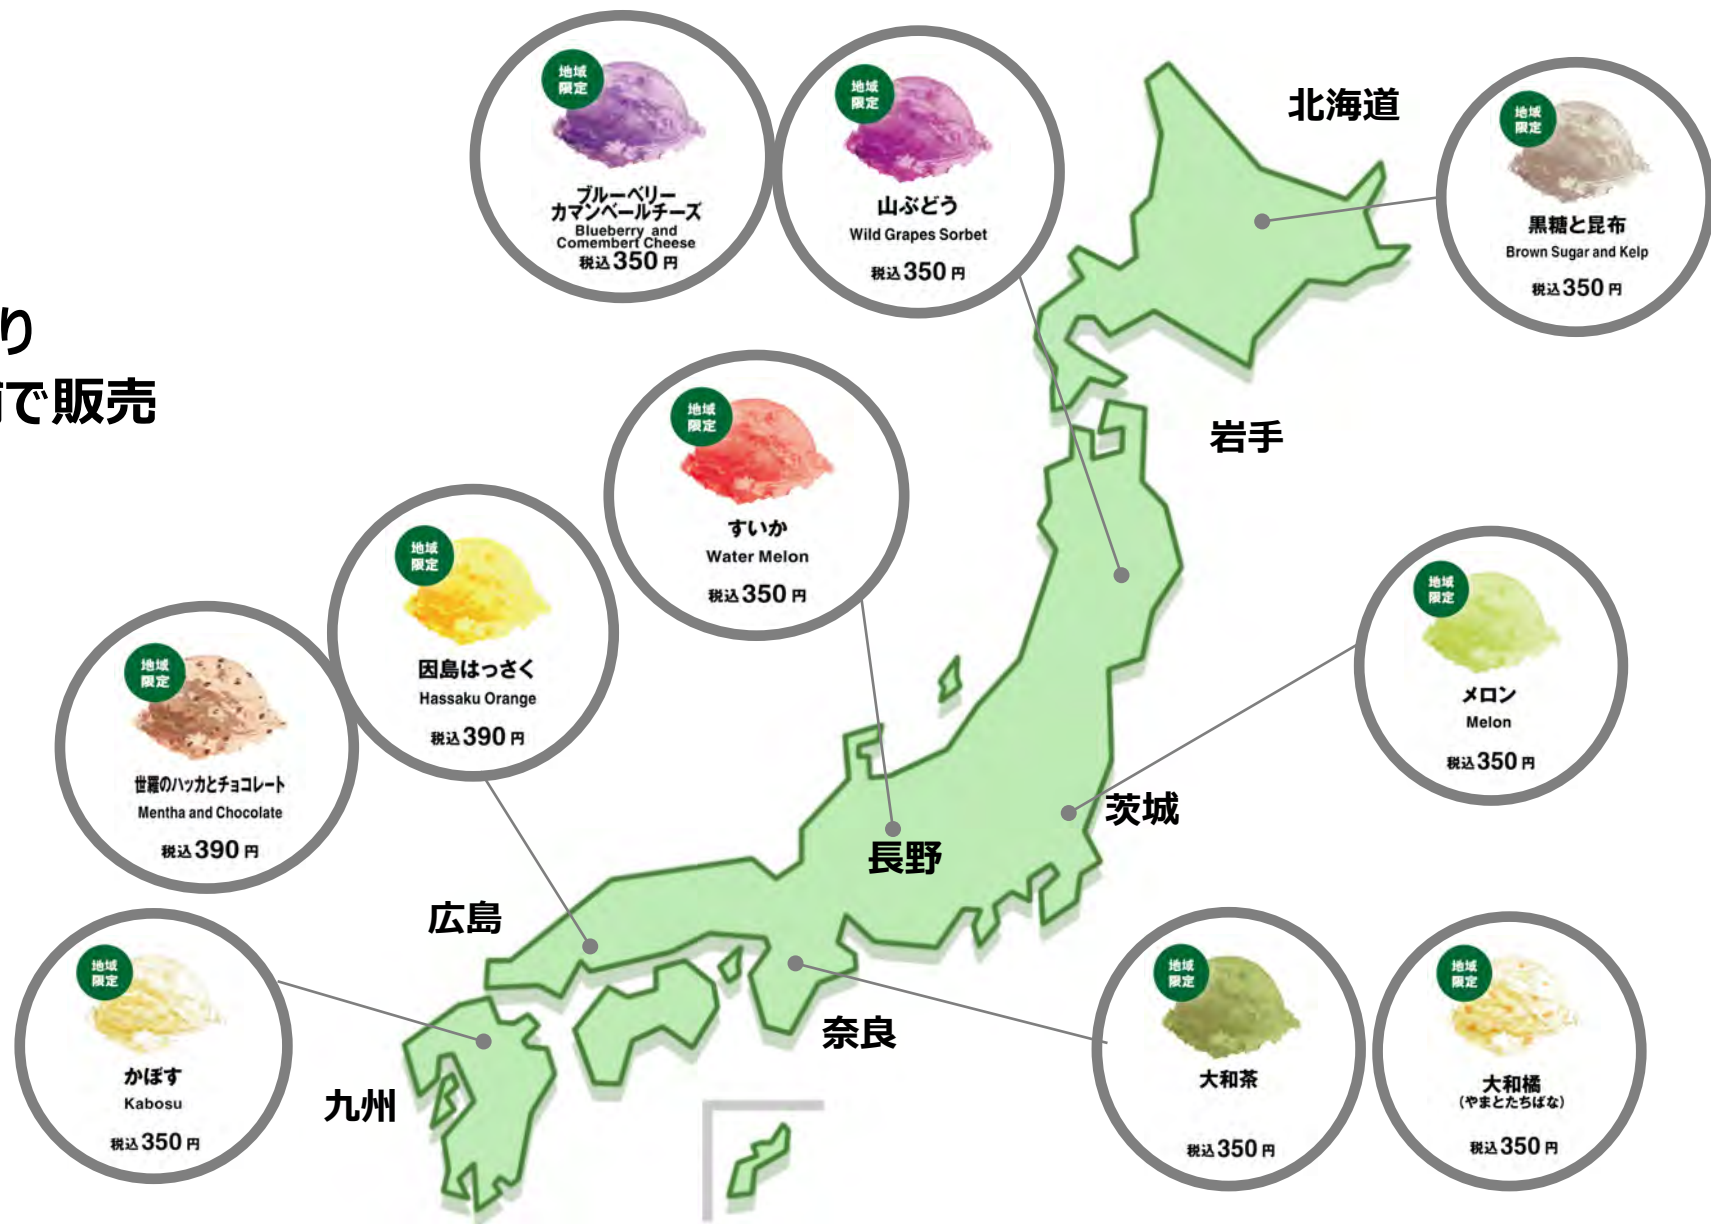 地域
限定
ブルーベリー
カマンベールチーズ
Blueberry and
Comembert Cheese
税込350円
地域
限定
山ぶどう
Wild Grapes Sorbet
税込350円
北海道
地域
限定
黒糖と昆布
Brown Sugar and Kelp
税込350円
り
で販売
岩手
地域
限定
すいか
Water Melon
税込350円
地域
限定
因島はっさく
Hassaku Orange
税込390円
地域
限定
メロン
Melon
税込350円
地域
限定
世羅のハッカとチョコレート
Mentha and Chocolate
税込390円
茨城
長野
広島
地域
限定
かぼす
Kabosu
税込350円
九州
奈良
地域
限定
大和茶
税込350円
地域
限定
大和橘
(やまとたちばな)
税込350円